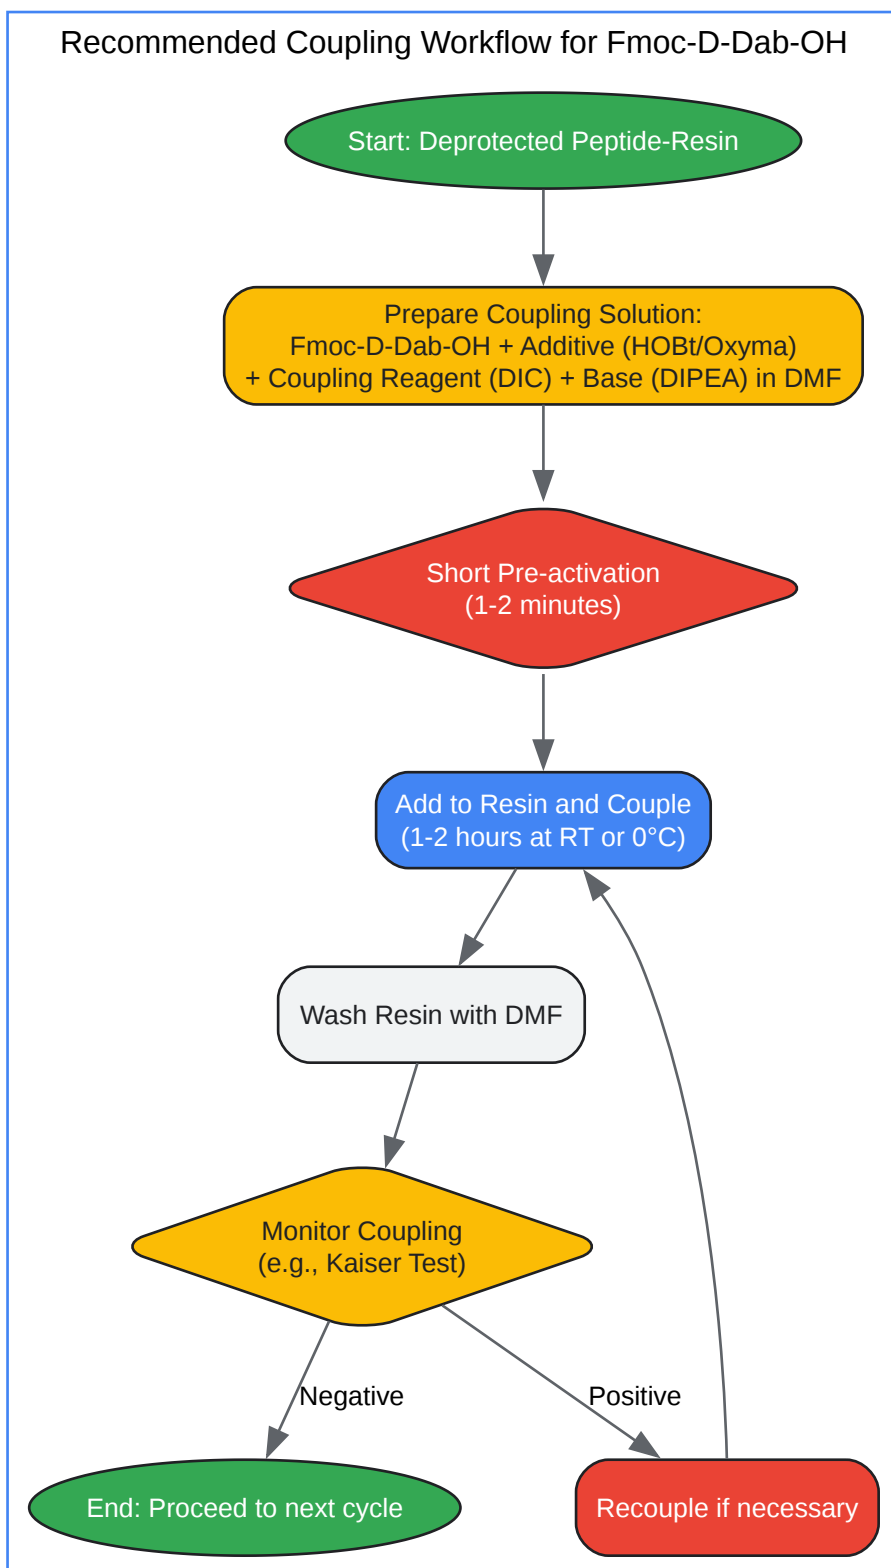 Recommended Coupling Workflow for Fmoc-D-Dab-OH
Start: Deprotected Peptide-Resin
Prepare Coupling Solution:
Fmoc-D-Dab-OH + Additive (HOBt/Oxyma)
+ Coupling Reagent (DIC) + Base (DIPEA) in DMF
Short Pre-activation
(1-2 minutes)
Add to Resin and Couple
(1-2 hours at RT or 0°C)
Wash Resin with DMF
Monitor Coupling
(e.g., Kaiser Test)
Negative
Positive
End: Proceed to next cycle
Recouple if necessary